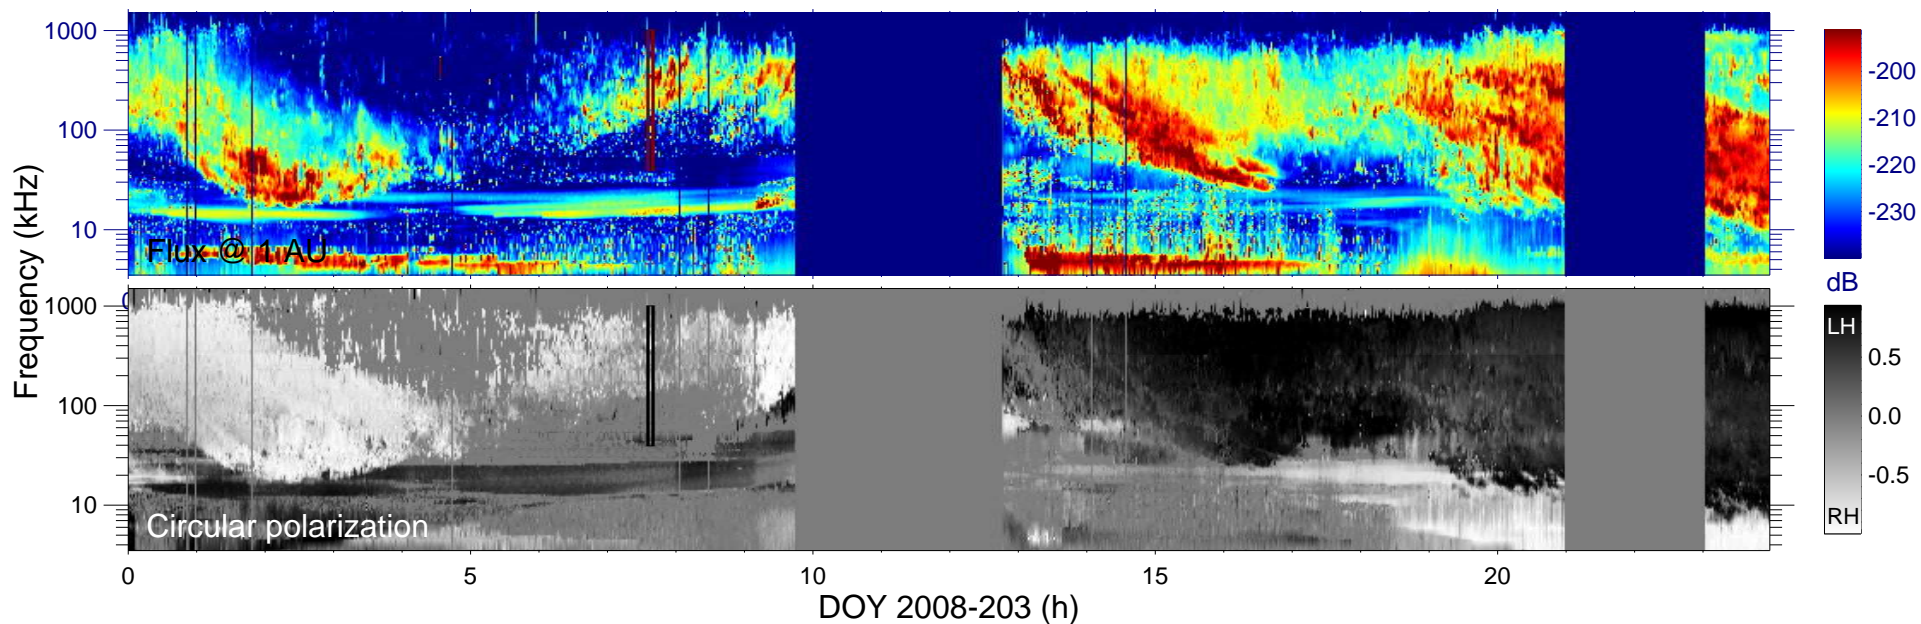 1000
100
10
Flux @ 1 AU
-200
-210
-220
-230
dB
Frequency (kHz)
0
1000
100
10
Circular polarization
LH
0.5
0.0
-0.5
RH
0 5 10 15 20
DOY 2008-203 (h)